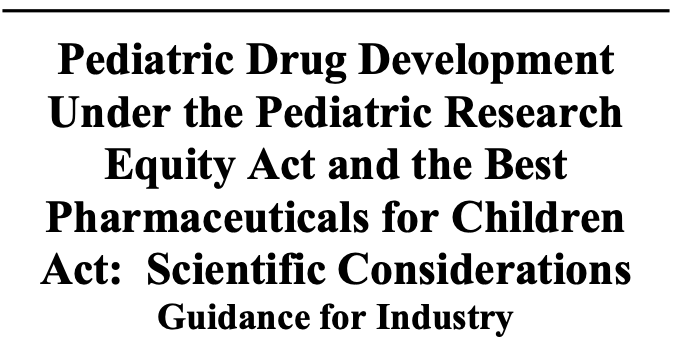 Pediatric Drug Development
Under the Pediatric Research
Equity Act and the Best
Pharmaceuticals for Children
Act:  Scientific Considerations
Guidance for Industry